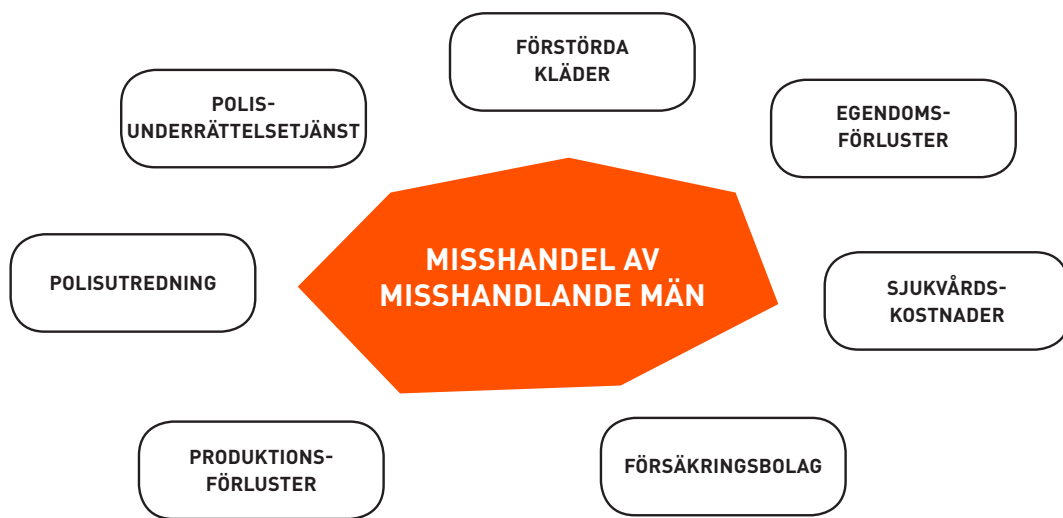 FÖRSTÖRDA
KLÄDER
POLIS-
UNDERRÄTTELSETJÄNST
EGENDOMS-
FÖRLUSTER
MISSHANDEL AV
MISSHANDLANDE MÄN
POLISUTREDNING
SJUKVÅRDS-
KOSTNADER
PRODUKTIONS-
FÖRLUSTER
FÖRSÄKRINGSBOLAG